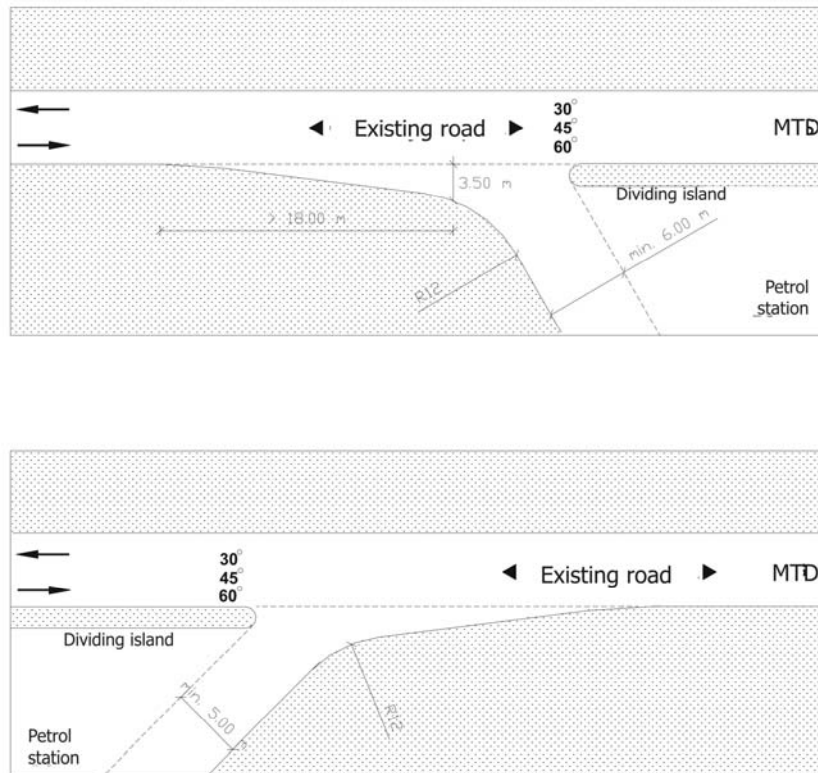 30°
Existing road
45°
MTD
60°
3.50 m
Dividing island
> 18.00 m
min. 6.00 m
R12
Petrol
station
30°
45°
Existing road
MTD
60°
Dividing island
min. 5.00 m
R12
Petrol
station